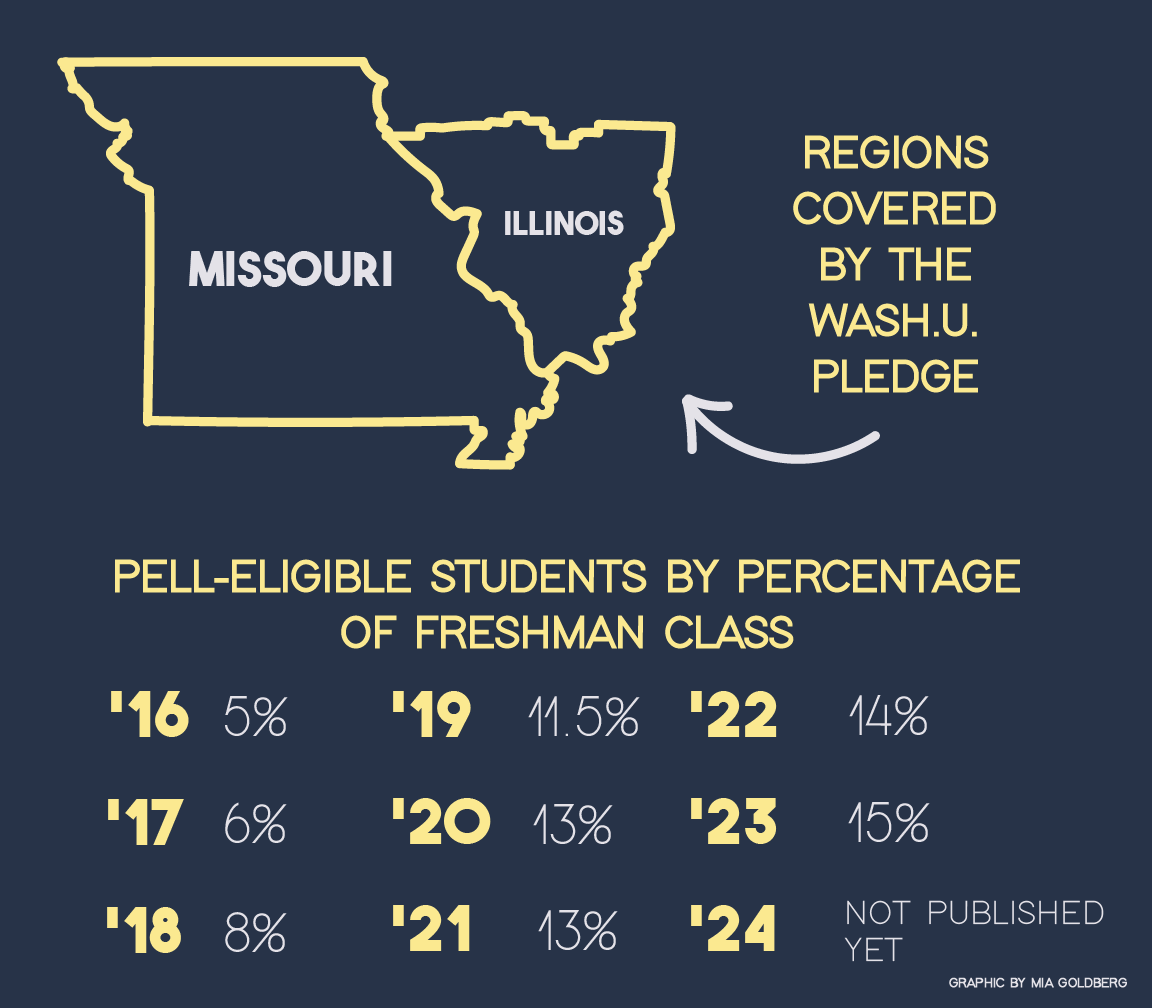 MISSOURI
ILLINOIS
REGIONS
COVERED
BY THE
WASH.U.
PLEDGE
PELL-ELIGIBLE STUDENTS BY PERCENTAGE
OF FRESHMAN CLASS
'16 5%
'19 11.5%
'22 14%
'17 6%
'20 13%
'23 15%
'18 8%
'21 13%
'24 NOT PUBLISHED
YET
GRAPHIC BY MIA GOLDBERG